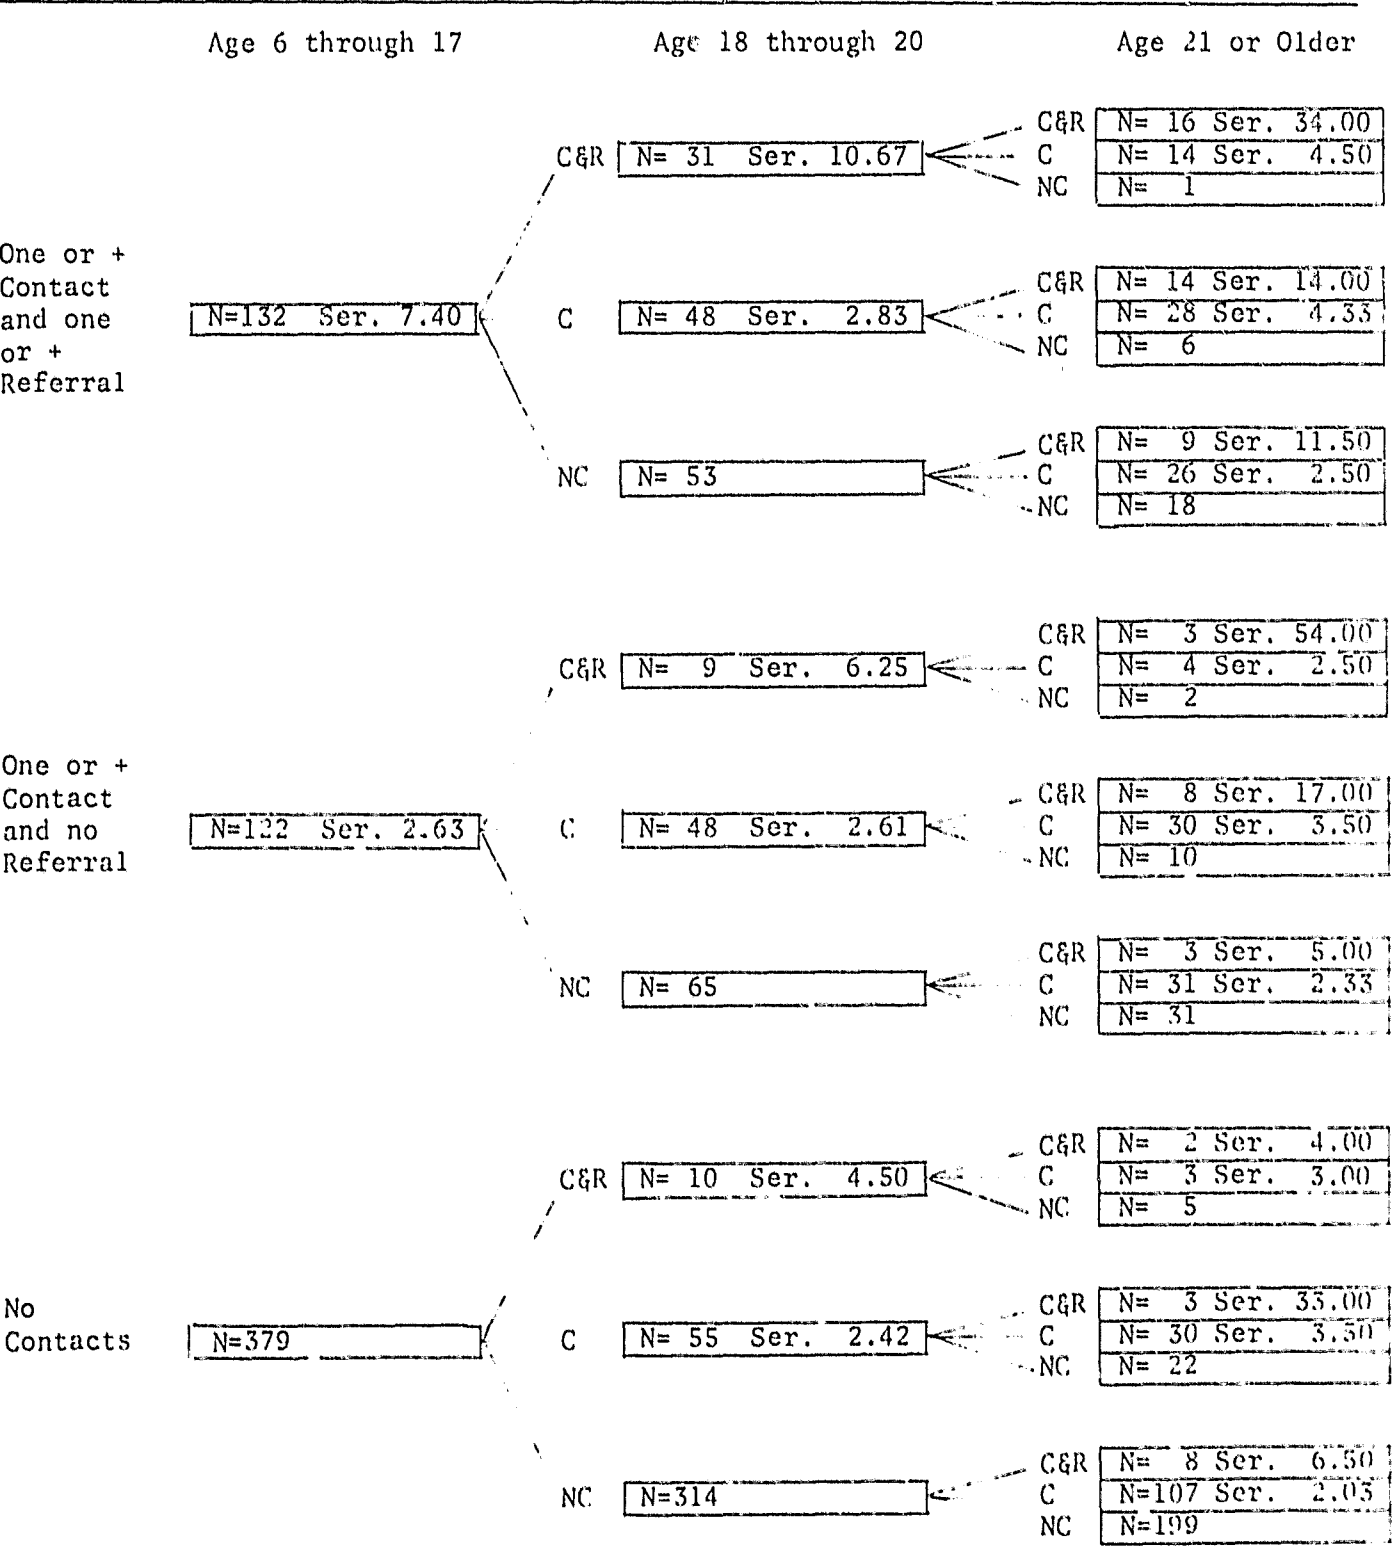 Age 6 through 17 Age 18 through 20 Age 21 or Older
C&R N= 16 Ser. 34.00
C&R N= 31 Ser. 10.67 C N= 14 Ser. 4.50
NC N= 1
One or +
Contact C&R N= 14 Ser. 14.00
and one N=132 Ser. 7.40 C N= 48 Ser. 2.83 C N= 28 Ser. 4.33
or + NC N= 6
Referral
C&R N= 9 Ser. 11.50
NC N= 53 C N= 26 Ser. 2.50
NC N= 18
C&R N= 3 Ser. 54.00
C&R N= 9 Ser. 6.25 C N= 4 Ser. 2.50
NC N= 2
One or +
Contact C&R N= 8 Ser. 17.00
and no N=122 Ser. 2.63 C N= 48 Ser. 2.61 C N= 30 Ser. 3.50
Referral NC N= 10
C&R N= 3 Ser. 5.00
NC N= 65 C N= 31 Ser. 2.33
NC N= 31
C&R N= 2 Ser. 4.00
C&R N= 10 Ser. 4.50 C N= 3 Ser. 3.00
NC N= 5
No C&R N= 3 Ser. 33.00
Contacts N=379 C N= 55 Ser. 2.42 C N= 30 Ser. 3.50
NC N= 22
C&R N= 8 Ser. 6.50
NC N=314 C N=107 Ser. 2.03
NC N=199